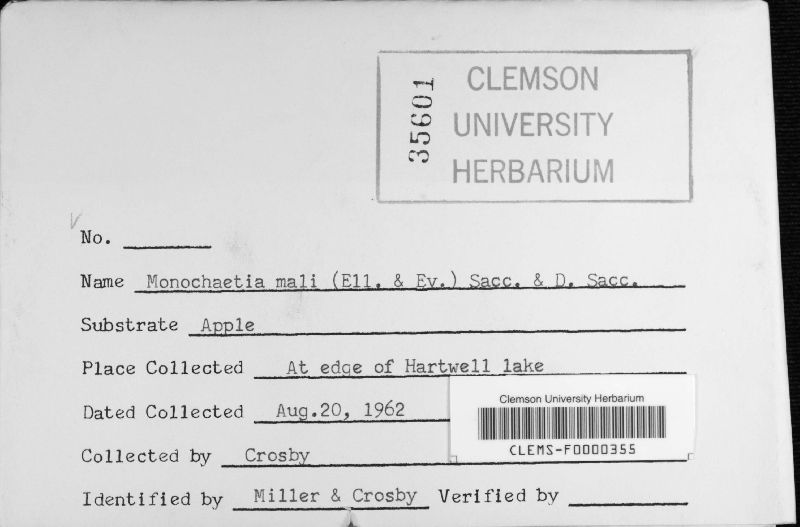 35601
CLEMSON
UNIVERSITY
HERBARIUM
No.
Name Monochaetia mali (Ell. & Ev.) Sacc. & D. Sacc.
Substrate Apple
Place Collected At edge of Hartwell lake
Dated Collected Aug.20, 1962
Clemson University Herbarium
CLEMS-F0000355
Collected by Crosby
Identified by Miller & Crosby Verified by